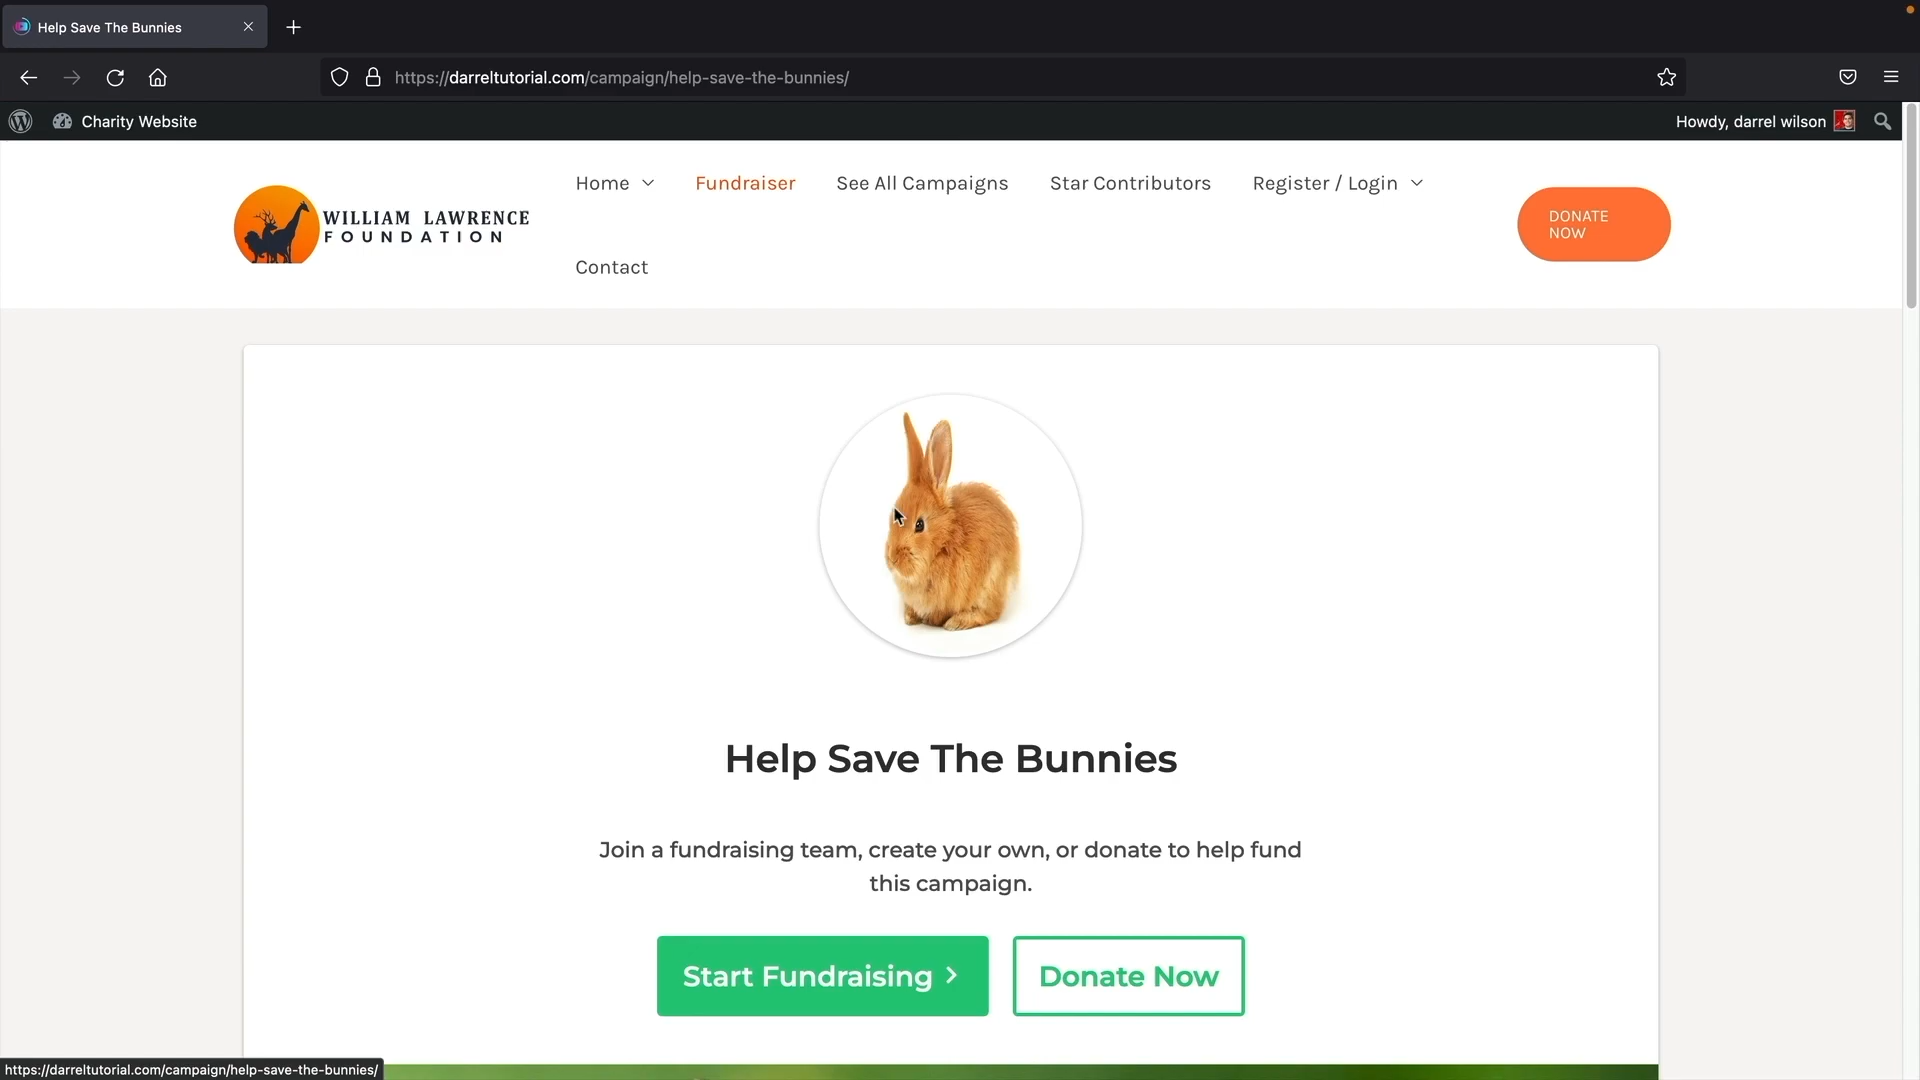 Help Save The Bunnies
https://darreltutorial.com/campaign/help-save-the-bunnies/
Charity Website
Howdy, darrel wilson
WILLIAM LAWRENCE
FOUNDATION
Home
Fundraiser
See All Campaigns
Star Contributors
Register / Login
Contact
DONATE
NOW
Help Save The Bunnies
Join a fundraising team, create your own, or donate to help fund
this campaign.
Start Fundraising
Donate Now
https://darreltutorial.com/campaign/help-save-the-bunnies/